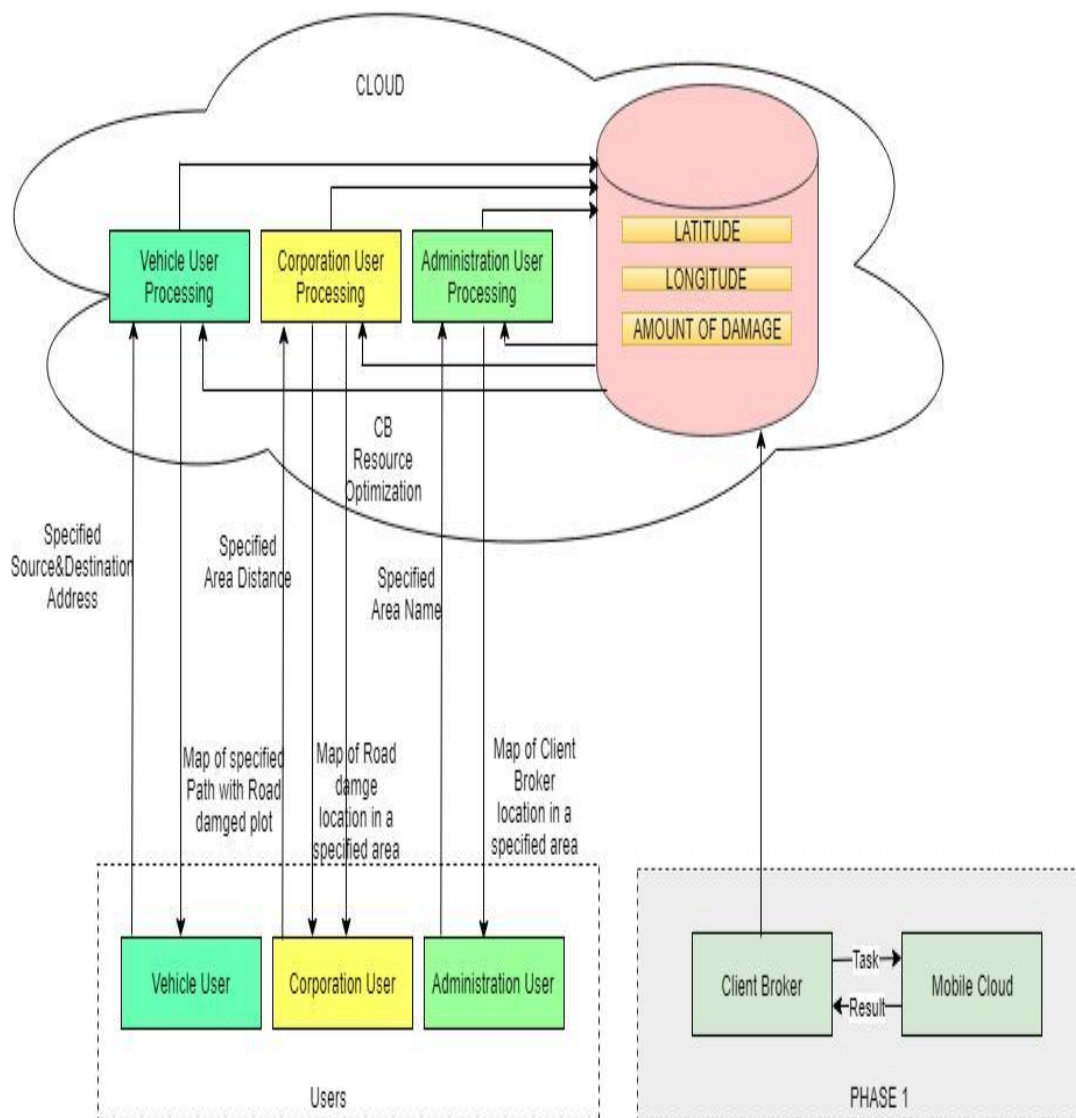 CLOUD
LATITUDE
LONGITUDE
AMOUNT OF DAMAGE
Vehicle User
Processing
Corporation User
Processing
Administration User
Processing
CB
Resource
Optimization
Specified
Source&Destination
Address
Specified
Area Distance
Specified
Area Name
Map of specified
Path with Road
damged plot
Map of Road
damge
location in a
specified area
Map of Client
Broker
location in a
specified area
Vehicle User
Corporation User
Administration User
Users
Client Broker
Task
Result
Mobile Cloud
PHASE 1